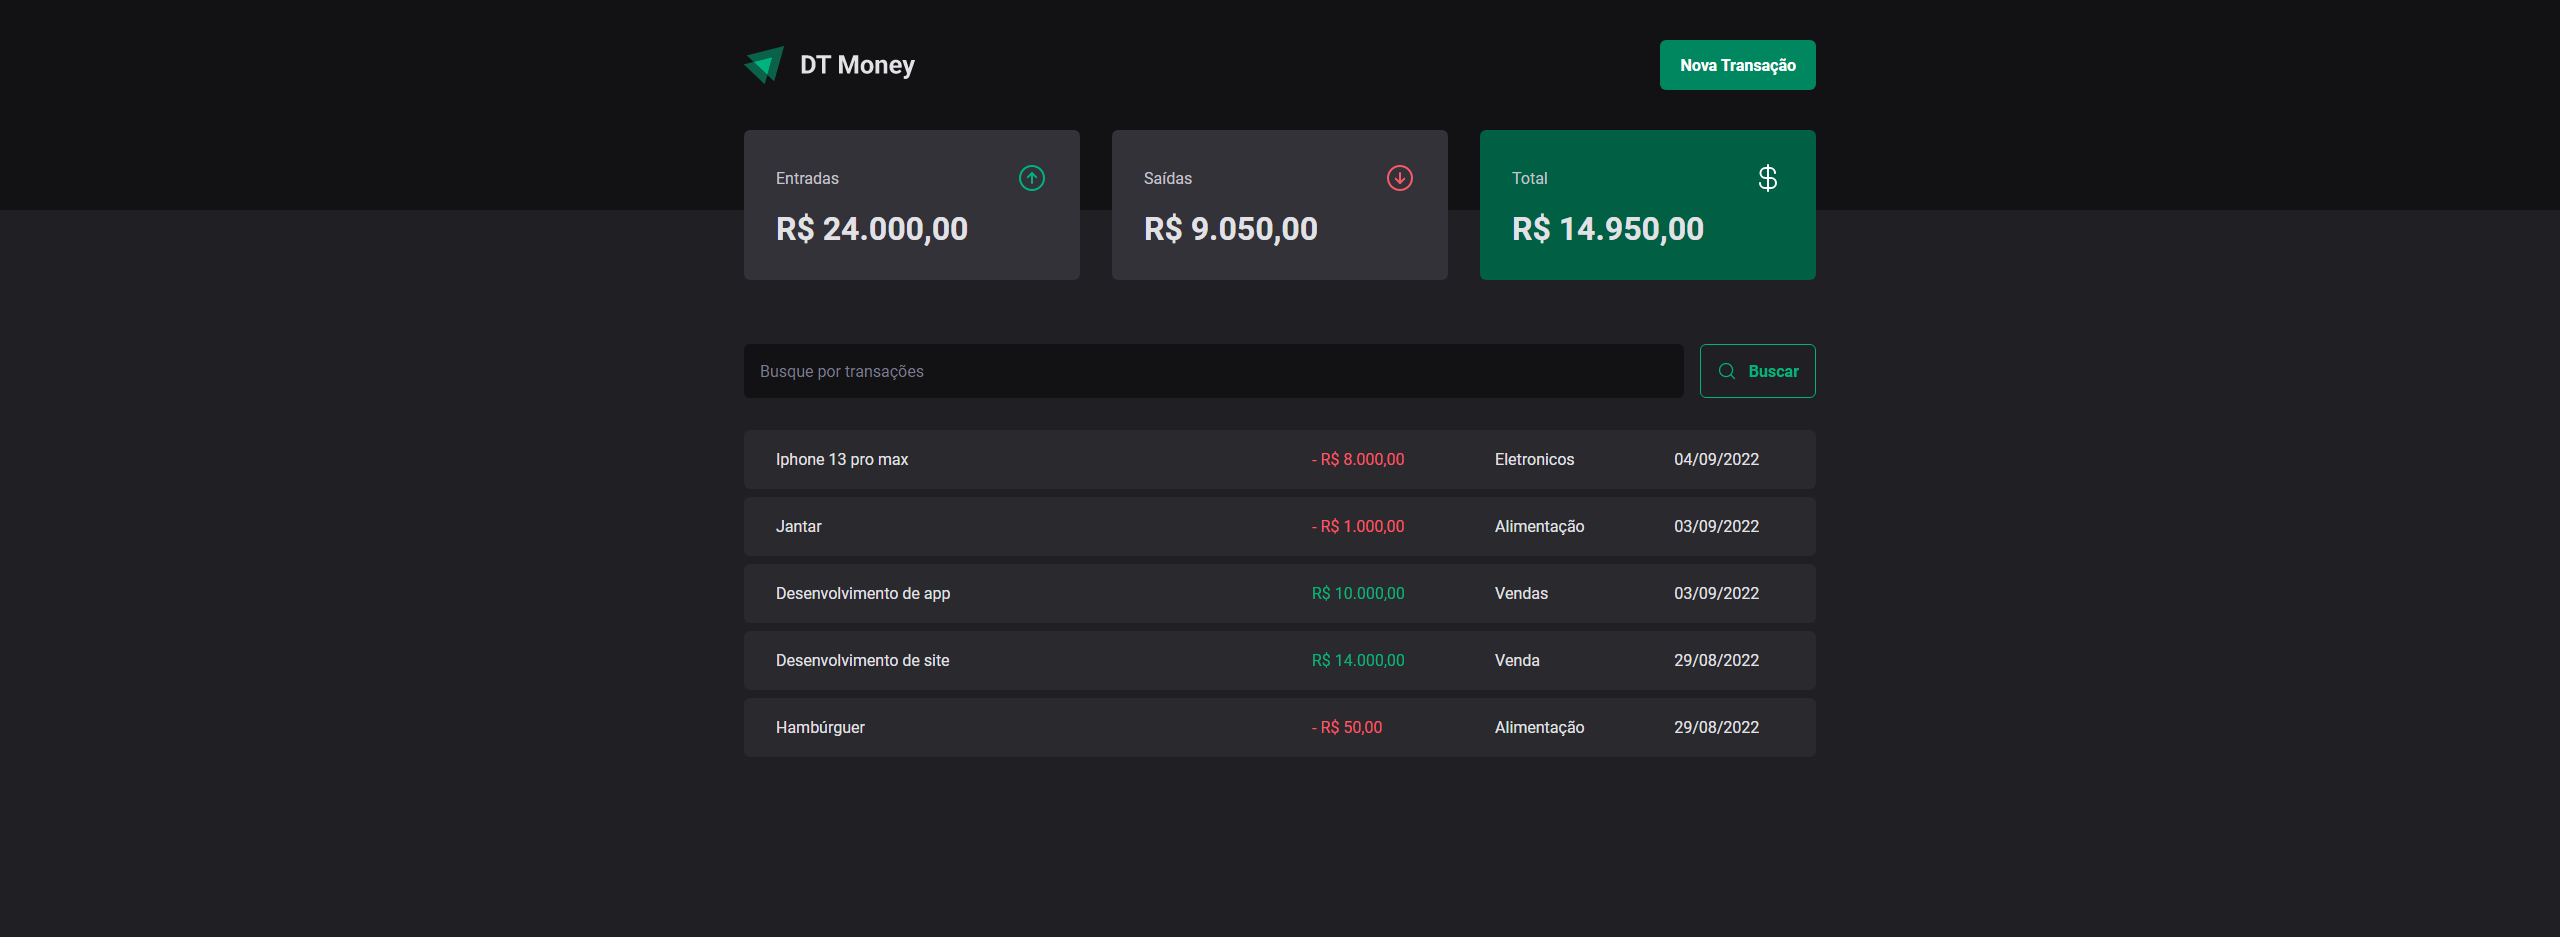 DT Money
Nova Transação
Entradas
R$ 24.000,00
Saídas
R$ 9.050,00
Total
$
R$ 14.950,00
Busque por transações
Buscar
Iphone 13 pro max - R$ 8.000,00 Eletronicos 04/09/2022
Jantar - R$ 1.000,00 Alimentação 03/09/2022
Desenvolvimento de app R$ 10.000,00 Vendas 03/09/2022
Desenvolvimento de site R$ 14.000,00 Venda 29/08/2022
Hambúrguer - R$ 50,00 Alimentação 29/08/2022